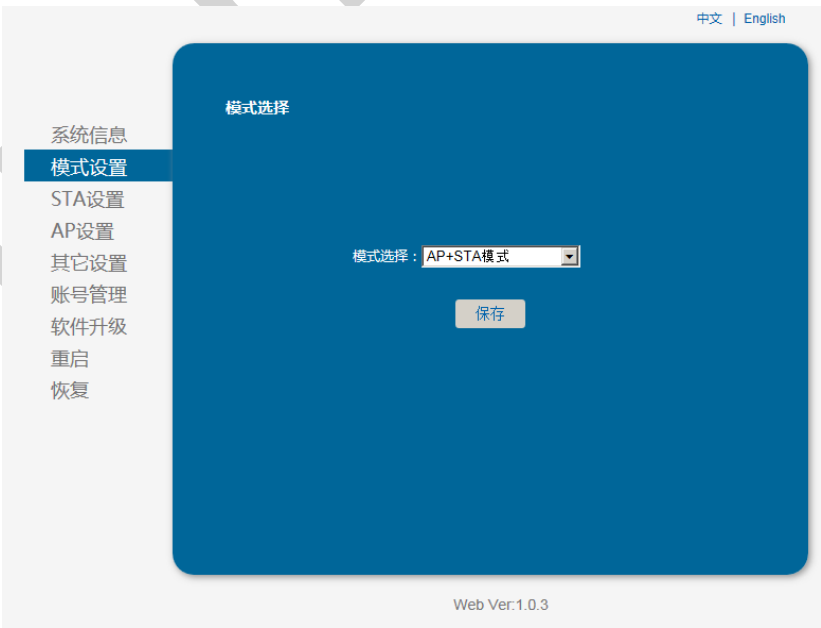 中文 | English
模式选择
系统信息
模式设置
STA设置
AP设置
其它设置
账号管理
软件升级
重启
恢复
模式选择：AP+STA模式
保存
Web Ver:1.0.3